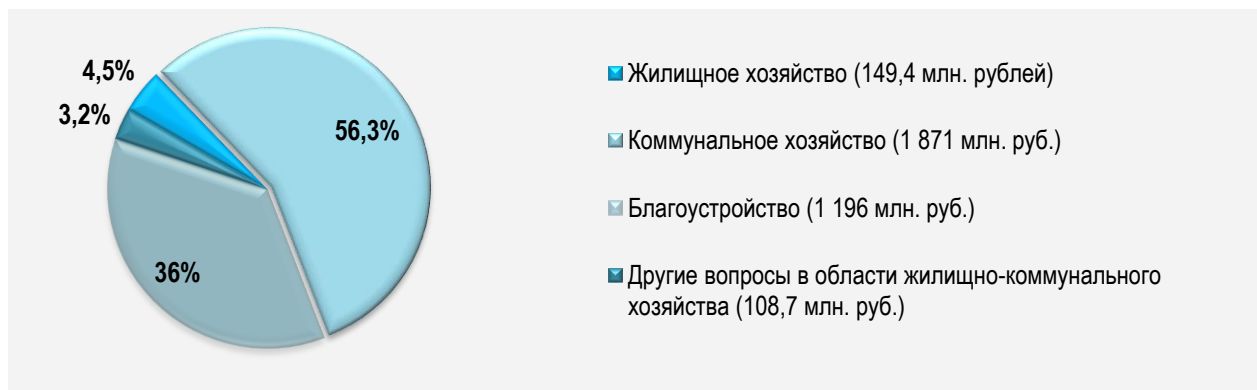 4,5%
3,2%
56,3%
36%
Жилищное хозяйство (149,4 млн. рублей)
Коммунальное хозяйство (1 871 млн. руб.)
Благоустройство (1 196 млн. руб.)
Другие вопросы в области жилищно-коммунального
хозяйства (108,7 млн. руб.)